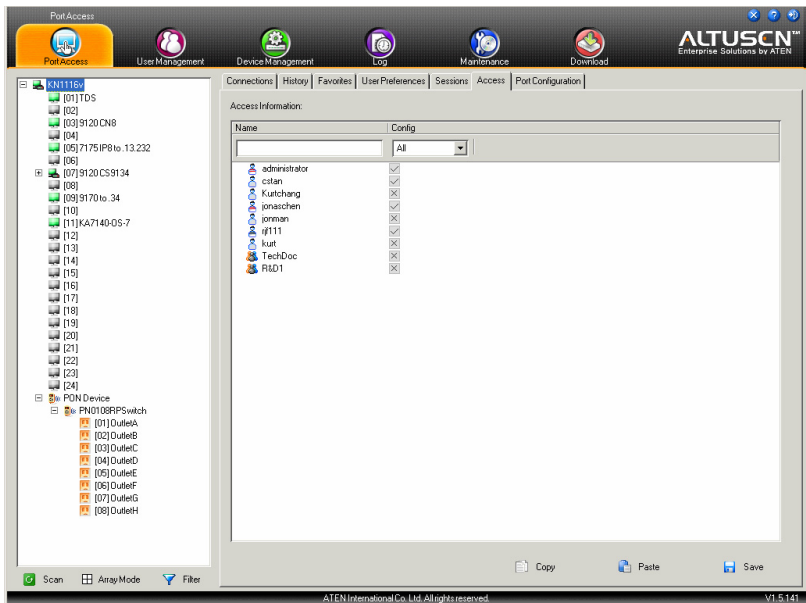 PortAccess
PortAccess
User Management
Device Management
Log
Maintenance
Download
ALTUSEN™
Enterprise Solutions by ATEN
KN1116v
[01]TDS
[02]
[03]9120 CN8
[04]
[05]7175 IP8 to .13.232
[06]
[07]9120 CS9134
[08]
[09]9170 to .34
[10]
[11]KA7140-OS-7
[12]
[13]
[14]
[15]
[16]
[17]
[18]
[19]
[20]
[21]
[22]
[23]
[24]
PON Device
PN0108RPSwitch
[01]OutletA
[02]OutletB
[03]OutletC
[04]OutletD
[05]OutletE
[06]OutletF
[07]OutletG
[08]OutletH
Scan
Array Mode
Filter
Connections
History
Favorites
User Preferences
Sessions
Access
Port Configuration
Access Information:
Name
Config
All
administrator
cstan
Kurtchang
jonaschen
jonman
rjf111
kurt
TechDoc
R&D1
Copy
Paste
Save
ATEN International Co. Ltd. All rights reserved.
V1.5.141